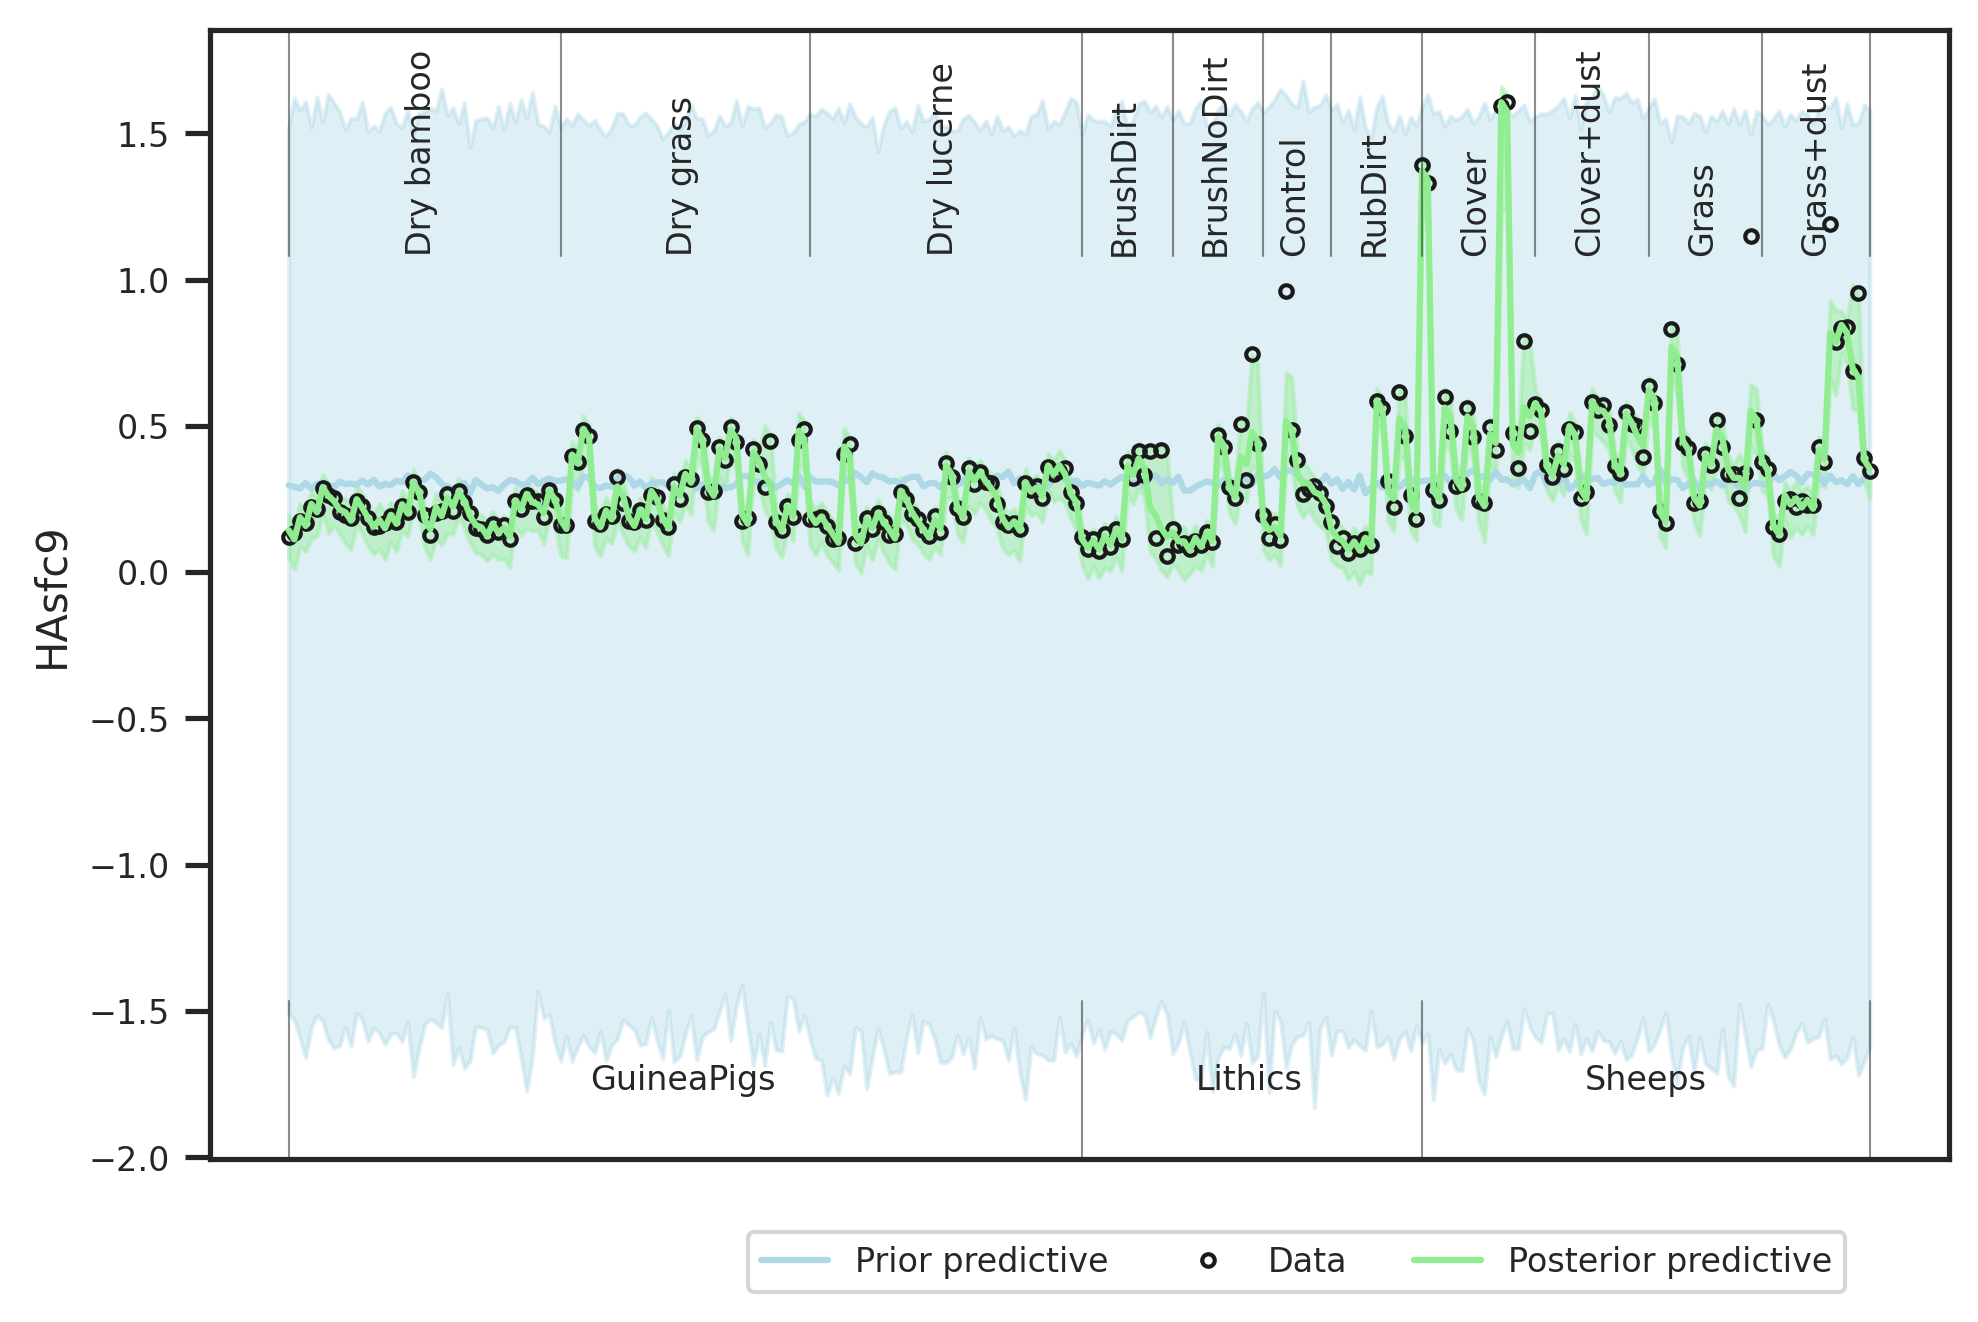 Dry bamboo
Dry grass
Dry lucerne
BrushDirt
BrushNoDirt
Control
RubDirt
Clover
Clover+dust
Grass
Grass+dust
HAsfc9
1.5
1.0
0.5
0.0
−0.5
−1.0
−1.5
−2.0
GuineaPigs
Lithics
Sheeps
Prior predictive
Data
Posterior predictive